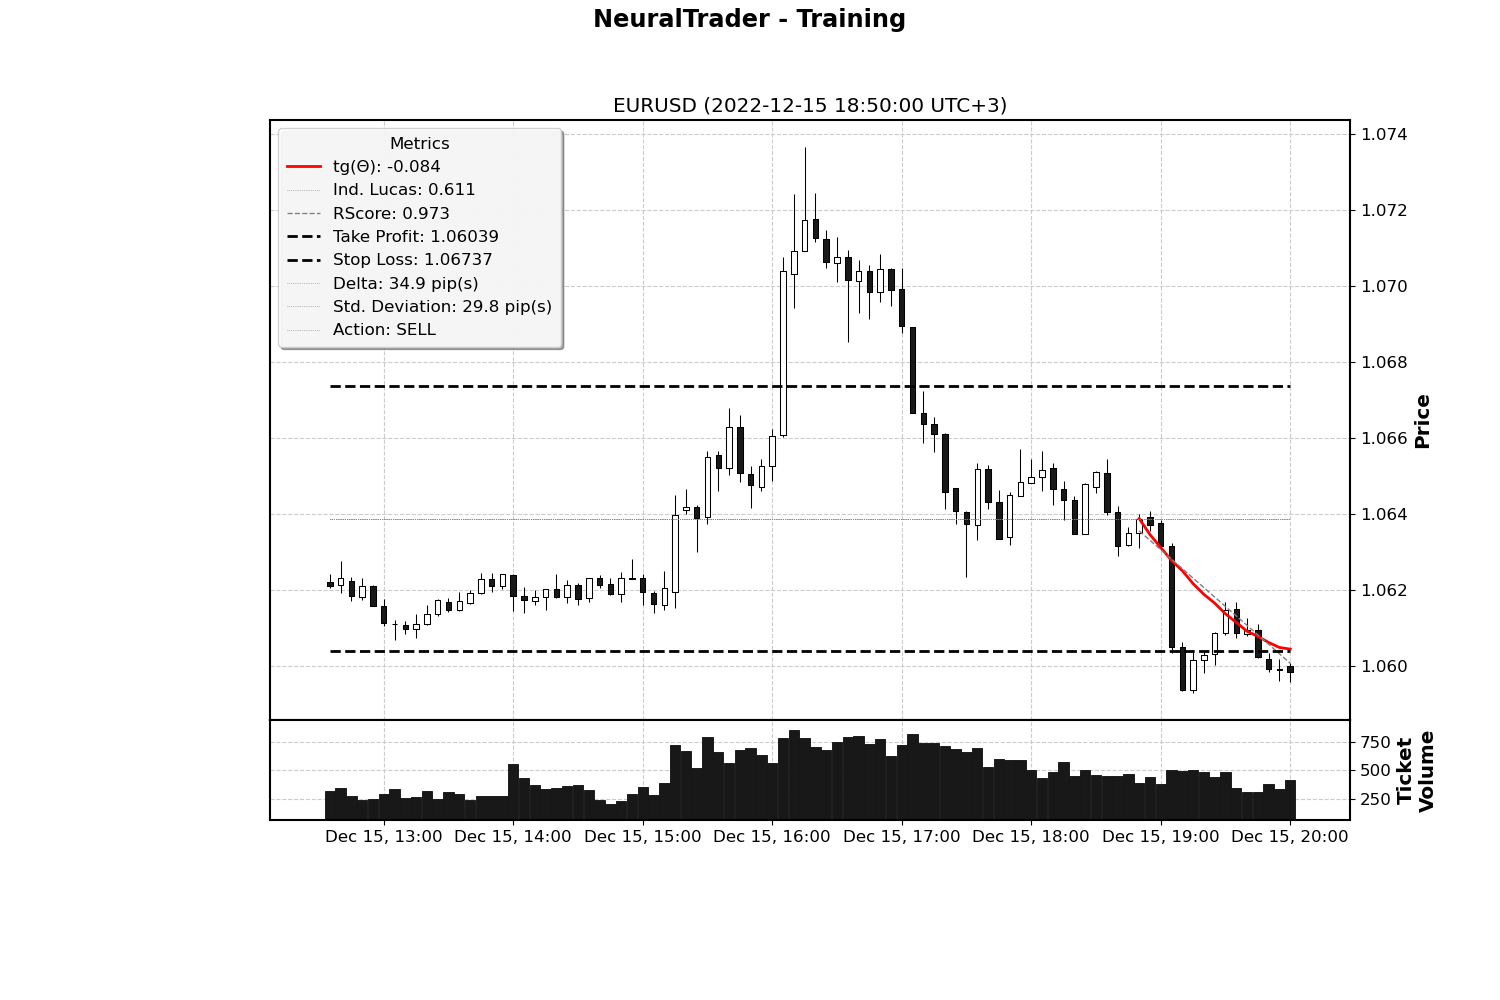 NeuralTrader - Training
EURUSD (2022-12-15 18:50:00 UTC+3)
Metrics
tg(Θ): -0.084
Ind. Lucas: 0.611
RScore: 0.973
Take Profit: 1.06039
Stop Loss: 1.06737
Delta: 34.9 pip(s)
Std. Deviation: 29.8 pip(s)
Action: SELL
1.074
1.072
1.070
1.068
1.066
1.064
1.062
1.060
Price
750
500
250
Ticket
Volume
Dec 15, 13:00 Dec 15, 14:00 Dec 15, 15:00 Dec 15, 16:00 Dec 15, 17:00 Dec 15, 18:00 Dec 15, 19:00 Dec 15, 20:00